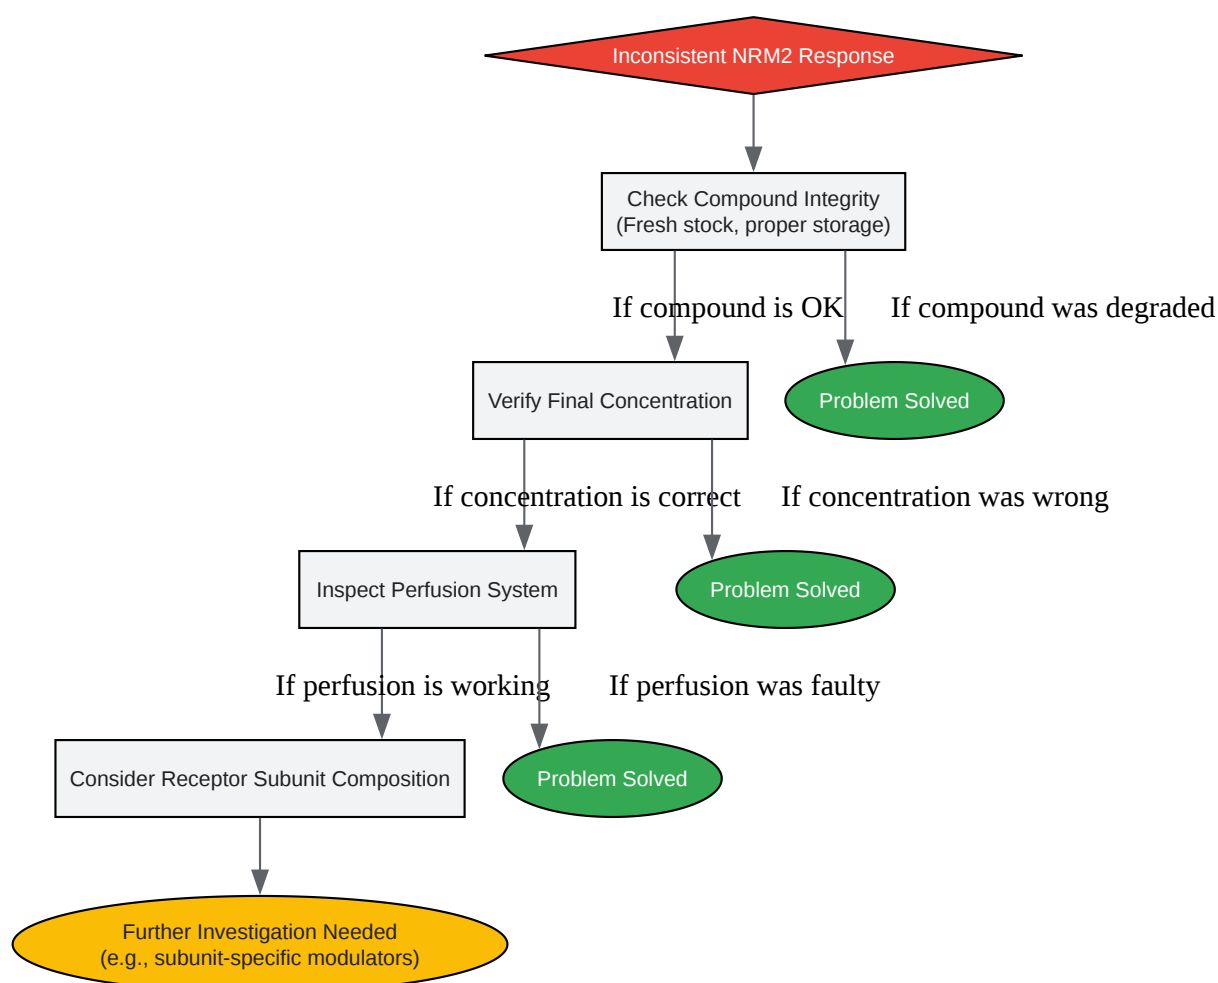 Inconsistent NRM2 Response
Check Compound Integrity
(Fresh stock, proper storage)
If compound is OK
If compound was degraded
Verify Final Concentration
Problem Solved
If concentration is correct
If concentration was wrong
Inspect Perfusion System
Problem Solved
If perfusion is working
If perfusion was faulty
Consider Receptor Subunit Composition
Problem Solved
Further Investigation Needed
(e.g., subunit-specific modulators)